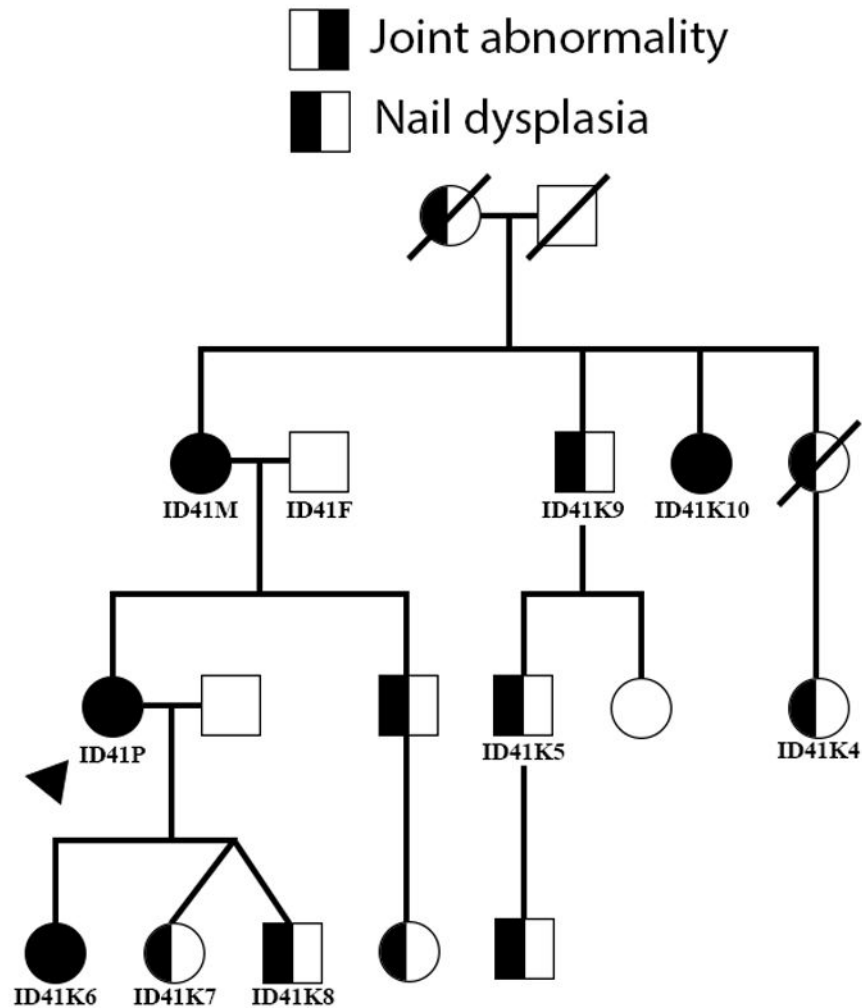 Joint abnormality
Nail dysplasia
ID41M ID41F ID41K9 ID41K10
ID41P ID41K5 ID41K4
ID41K6 ID41K7 ID41K8